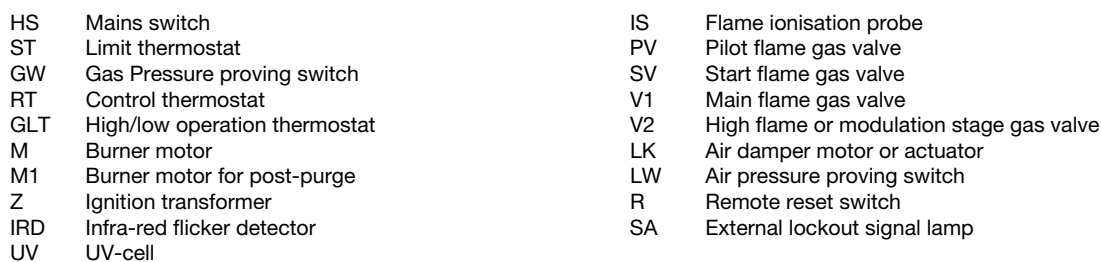 HS Mains switch
ST Limit thermostat
GW Gas Pressure proving switch
RT Control thermostat
GLT High/low operation thermostat
M Burner motor
M1 Burner motor for post-purge
Z Ignition transformer
IRD Infra-red flicker detector
UV UV-cell
IS Flame ionisation probe
PV Pilot flame gas valve
SV Start flame gas valve
V1 Main flame gas valve
V2 High flame or modulation stage gas valve
LK Air damper motor or actuator
LW Air pressure proving switch
R Remote reset switch
SA External lockout signal lamp